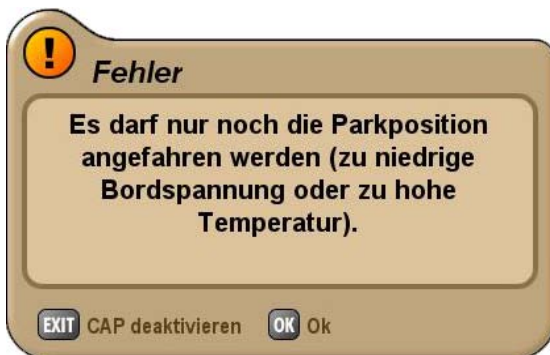 !
Fehler
Es darf nur noch die Parkposition
angefahren werden (zu niedrige
Bordspannung oder zu hohe
Temperatur).
EXIT CAP deaktivieren OK Ok